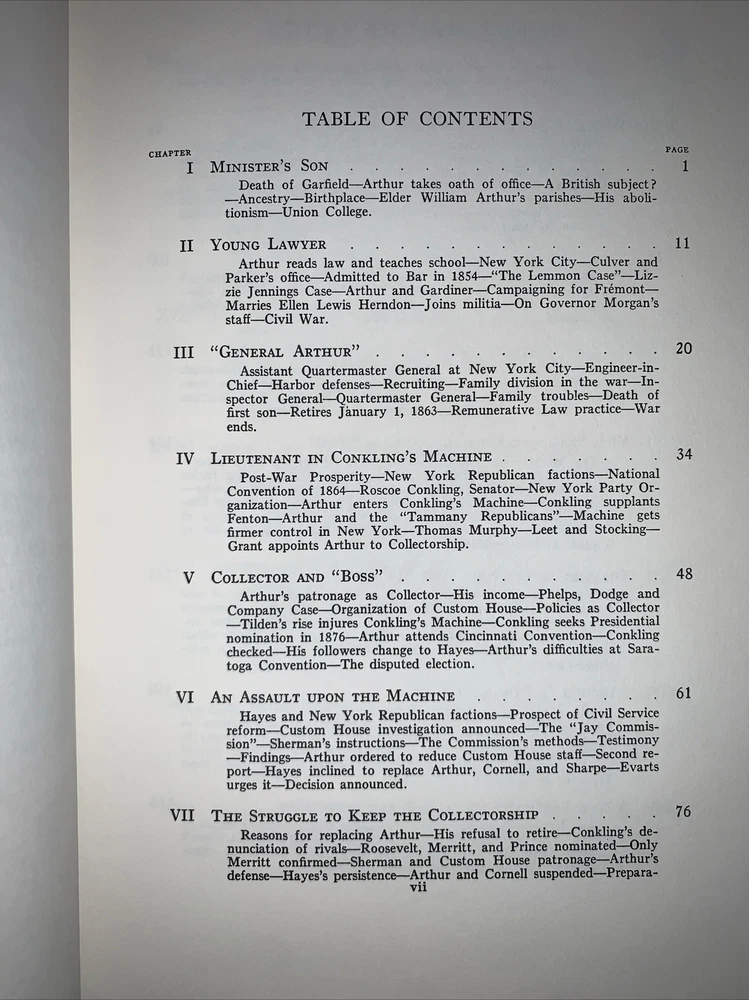 TABLE OF CONTENTS
CHAPTER PAGE
I MINISTER'S SON . . . . . . . . . . . . . 1
Death of Garfield—Arthur takes oath of office—A British subject?
—Ancestry—Birthplace—Elder William Arthur's parishes—His aboli-
tionism—Union College.
II YOUNG LAWYER . . . . . . . . . . . . . 11
Arthur reads law and teaches school—New York City—Culver and
Parker's office—Admitted to Bar in 1854—"The Lemmon Case"—Liz-
zie Jennings Case—Arthur and Gardiner—Campaigning for Frémont—
Marries Ellen Lewis Herndon—Joins militia—On Governor Morgan's
staff—Civil War.
III "GENERAL ARTHUR" . . . . . . . . . . . . 20
Assistant Quartermaster General at New York City—Engineer-in-
Chief—Harbor defenses—Recruiting—Family division in the war—In-
spector General—Quartermaster General—Family troubles—Death of
first son—Retires January 1, 1863—Remunerative Law practice—War
ends.
IV LIEUTENANT IN CONKLING'S MACHINE . . . . . . . 34
Post-War Prosperity—New York Republican factions—National
Convention of 1864—Roscoe Conkling, Senator—New York Party Or-
ganization—Arthur enters Conkling's Machine—Conkling supplants
Fenton—Arthur and the "Tammany Republicans"—Machine gets
firmer control in New York—Thomas Murphy—Leet and Stocking—
Grant appoints Arthur to Collectorship.
V COLLECTOR AND "BOSS" . . . . . . . . . . . 48
Arthur's patronage as Collector—His income—Phelps, Dodge and
Company Case—Organization of Custom House—Policies as Collector
—Tilden's rise injures Conkling's Machine—Conkling seeks Presidential
nomination in 1876—Arthur attends Cincinnati Convention—Conkling
checked—His followers change to Hayes—Arthur's difficulties at Sara-
toga Convention—The disputed election.
VI AN ASSAULT UPON THE MACHINE . . . . . . . . 61
Hayes and New York Republican factions—Prospect of Civil Service
reform—Custom House investigation announced—The "Jay Commis-
sion"—Sherman's instructions—The Commission's methods—Testimony
—Findings—Arthur ordered to reduce Custom House staff—Second re-
port—Hayes inclined to replace Arthur, Cornell, and Sharpe—Evarts
urges it—Decision announced.
VII THE STRUGGLE TO KEEP THE COLLECTORSHIP . . . . . 76
Reasons for replacing Arthur—His refusal to retire—Conkling's de-
nunciation of rivals—Roosevelt, Merritt, and Prince nominated—Only
Merritt confirmed—Sherman and Custom House patronage—Arthur's
defense—Hayes's persistence—Arthur and Cornell suspended—Prepara-
vii